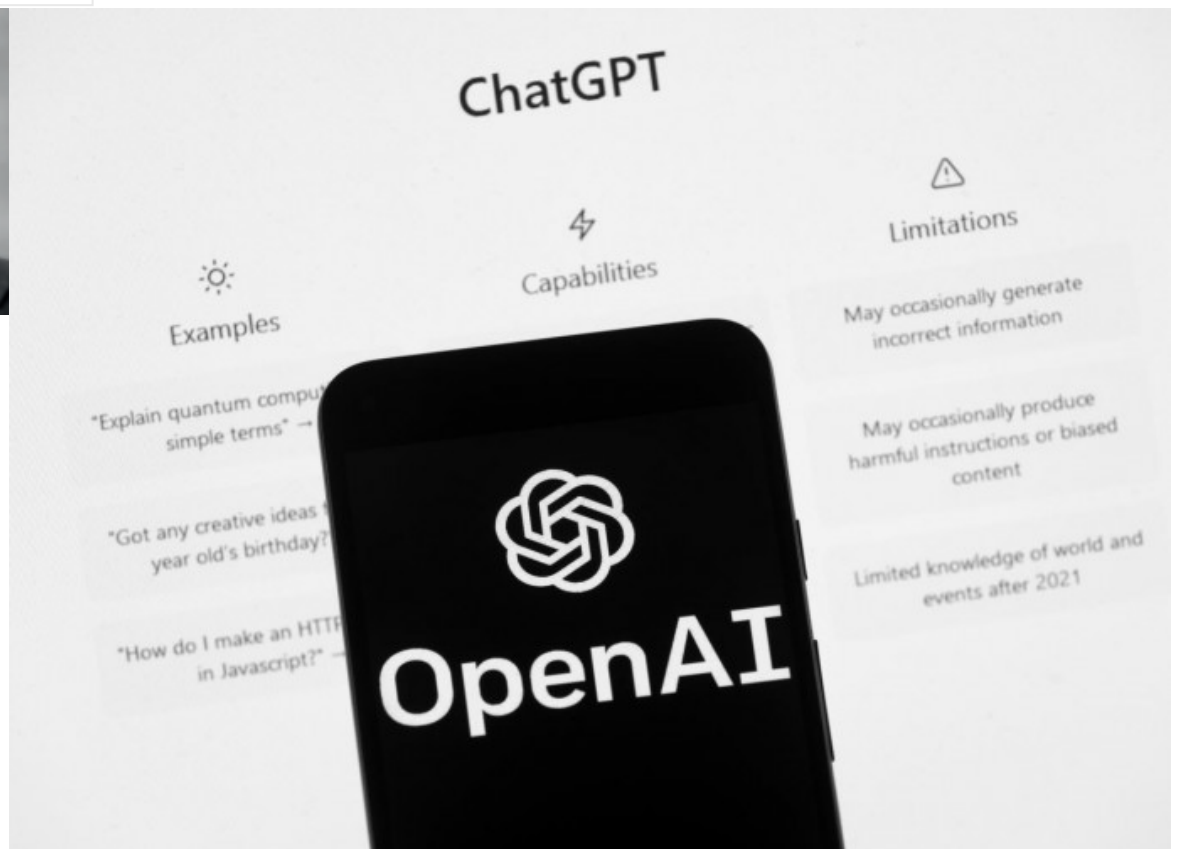 ChatGPT
Examples
"Explain quantum
simple terms" →
"Got any creative ideas
year old's birthday?"
"How do I make an
in Javascript?" →
Capabilities
Limitations
May occasionally generate
incorrect information
May occasionally produce
harmful instructions or biased
content
Limited knowledge of world and
events after 2021
OpenAI